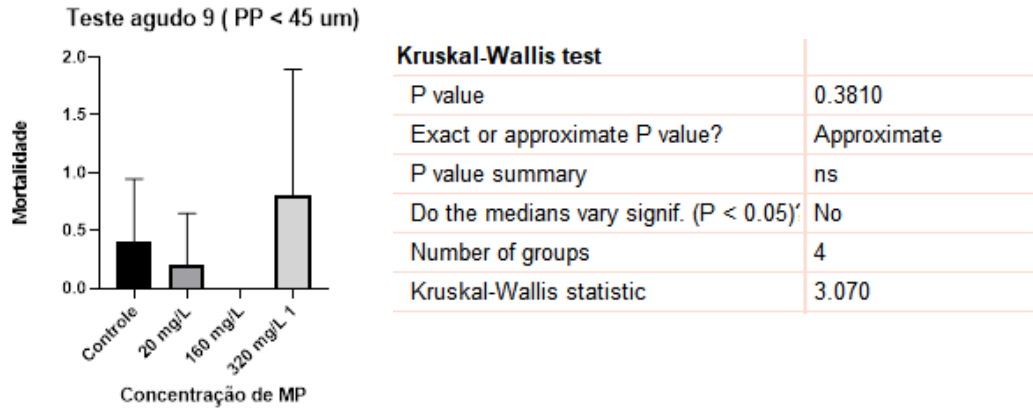 Teste agudo 9 ( PP < 45 um)
Mortalidade
2.0
1.5
1.0
0.5
0.0
Controle
20 mg/L
160 mg/L
320 mg/L 1
Concentração de MP
Kruskal-Wallis test
P value 0.3810
Exact or approximate P value? Approximate
P value summary ns
Do the medians vary signif. (P < 0.05)? No
Number of groups 4
Kruskal-Wallis statistic 3.070